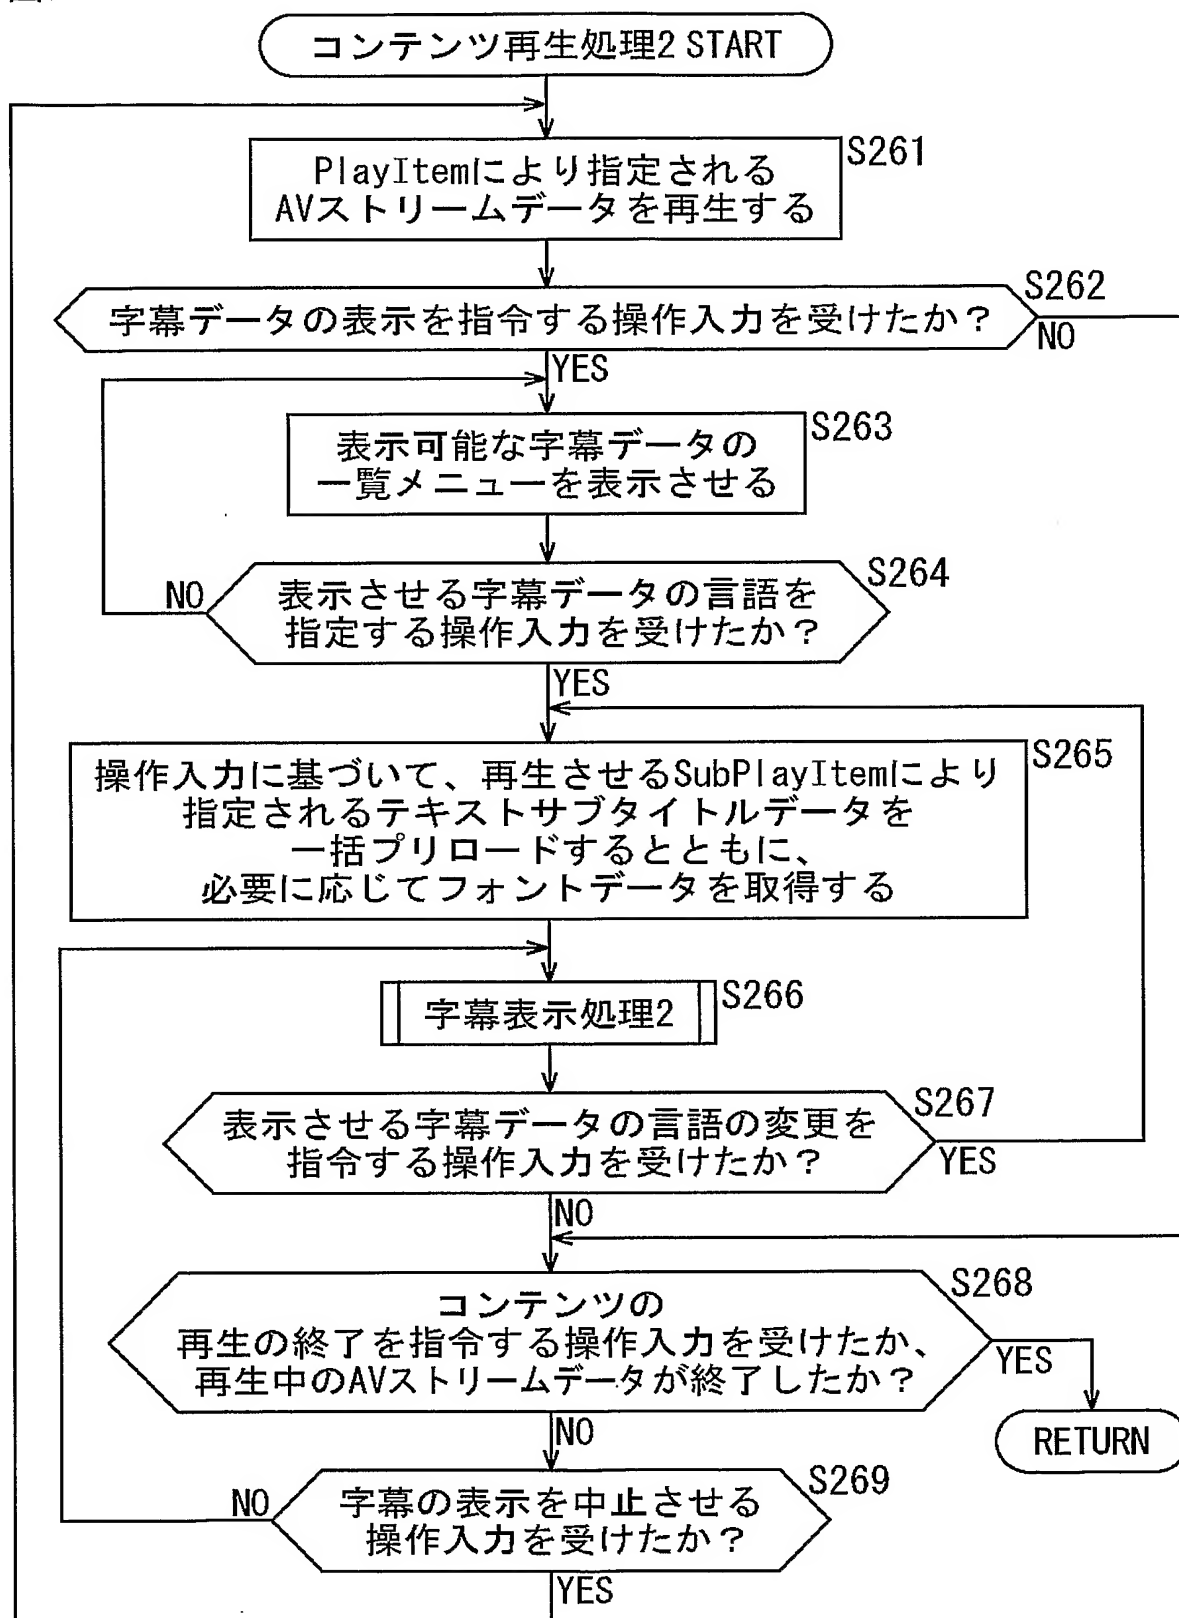 コンテンツ再生処理2 START
S261
PlayItemにより指定される
AVストリームデータを再生する
S262
字幕データの表示を指令する操作入力を受けたか?
NO
YES
S263
表示可能な字幕データの
一覧メニューを表示させる
S264
NO
表示させる字幕データの言語を
指定する操作入力を受けたか?
YES
S265
操作入力に基づいて、再生させるSubPlayItemにより
指定されるテキストサブタイトルデータを
一括プリロードするとともに、
必要に応じてフォントデータを取得する
S266
字幕表示処理2
S267
表示させる字幕データの言語の変更を
指令する操作入力を受けたか?
YES
NO
S268
コンテンツの
再生の終了を指令する操作入力を受けたか、
再生中のAVストリームデータが終了したか?
YES
NO
RETURN
S269
NO
字幕の表示を中止させる
操作入力を受けたか?
YES